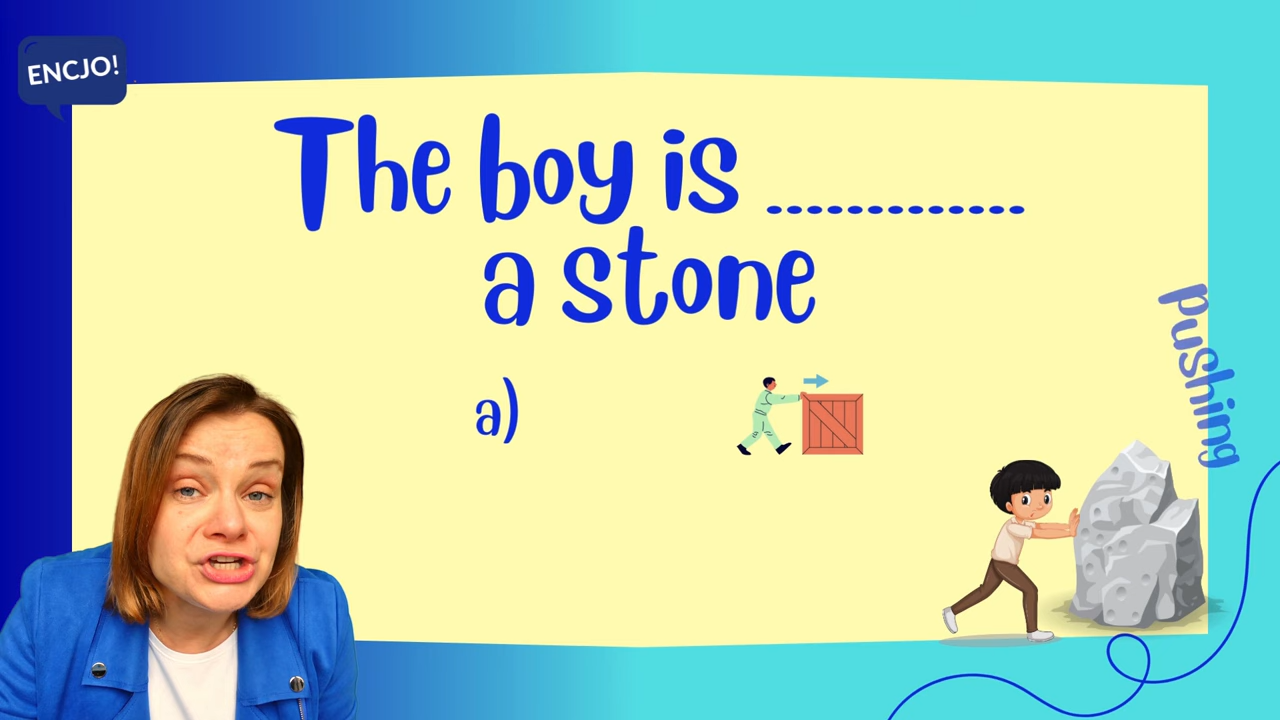 ENCJO!
The boy is .............
a stone
a)
pushing